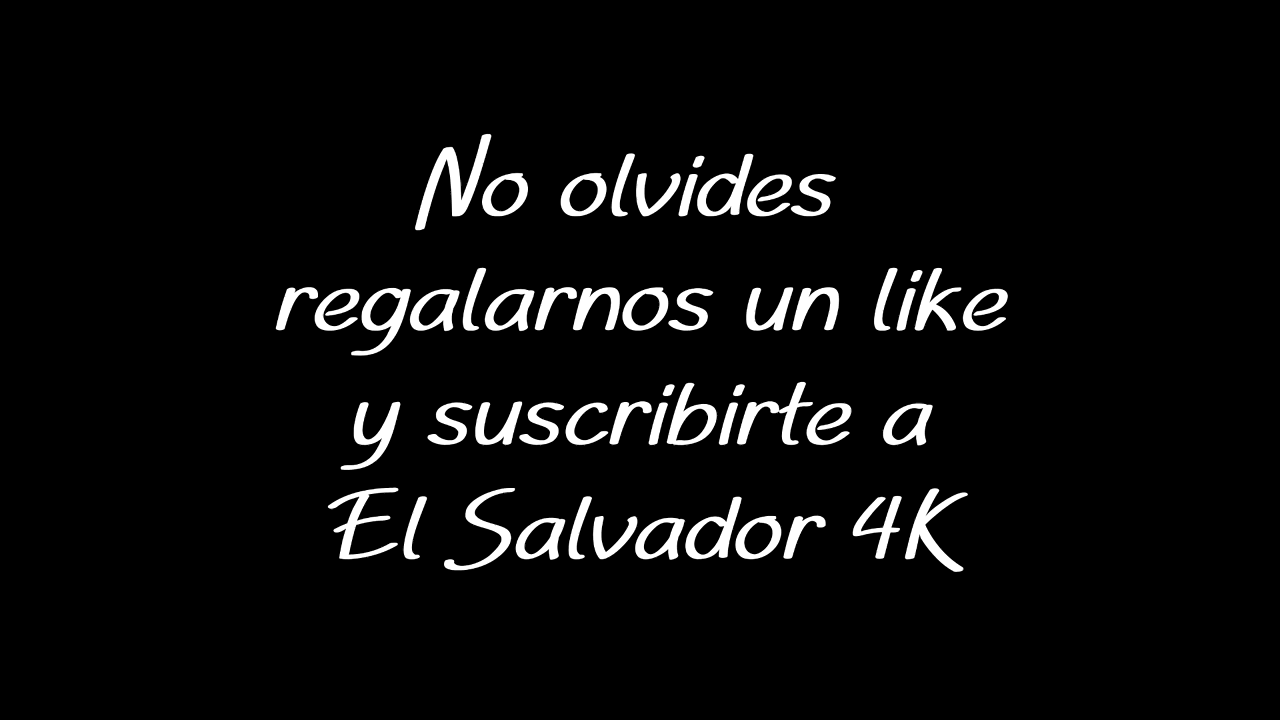 No olvides
regalarnos un like
y suscribirte a
El Salvador 4K